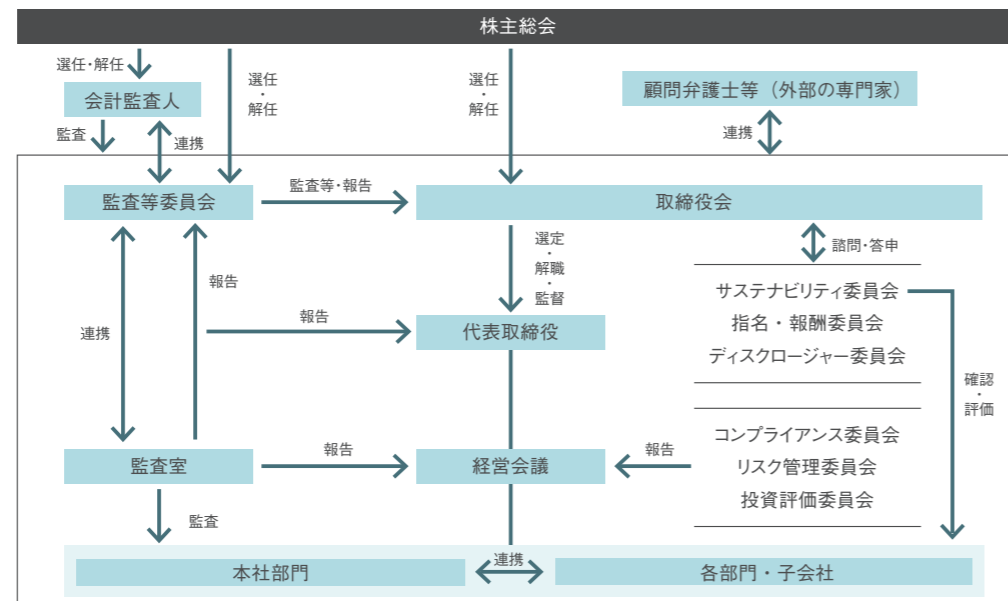 株主総会
選任・解任
選任
・
解任
選任
・
解任
会計監査人
顧問弁護士等（外部の専門家）
監査
連携
連携
監査等委員会
監査等・報告
取締役会
選定
・
解職
・
監督
諮問・答申
報告
サステナビリティ委員会
指名・報酬委員会
ディスクロージャー委員会
連携
報告
代表取締役
確認
・
評価
コンプライアンス委員会
リスク管理委員会
投資評価委員会
監査室
報告
経営会議
報告
監査
本社部門
連携
各部門・子会社